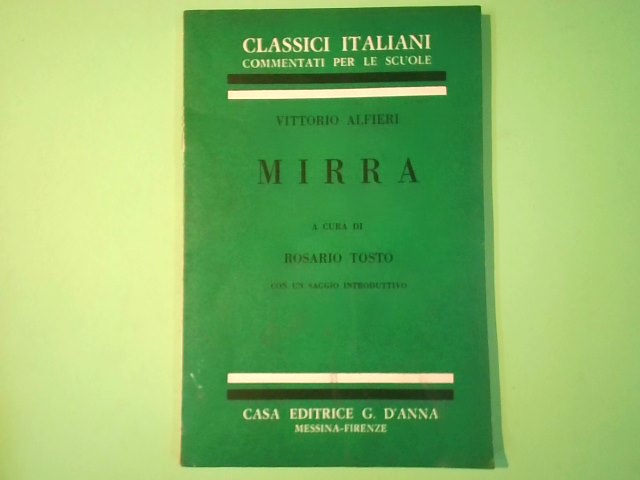 CLASSICI ITALIANI
COMMENTATI PER LE SCUOLE
VITTORIO ALFIERI
MIRRA
A CURA DI
ROSARIO TOSTO
CON UN SAGGIO INTRODUTTIVO
CASA EDITRICE G. D'ANNA
MESSINA-FIRENZE